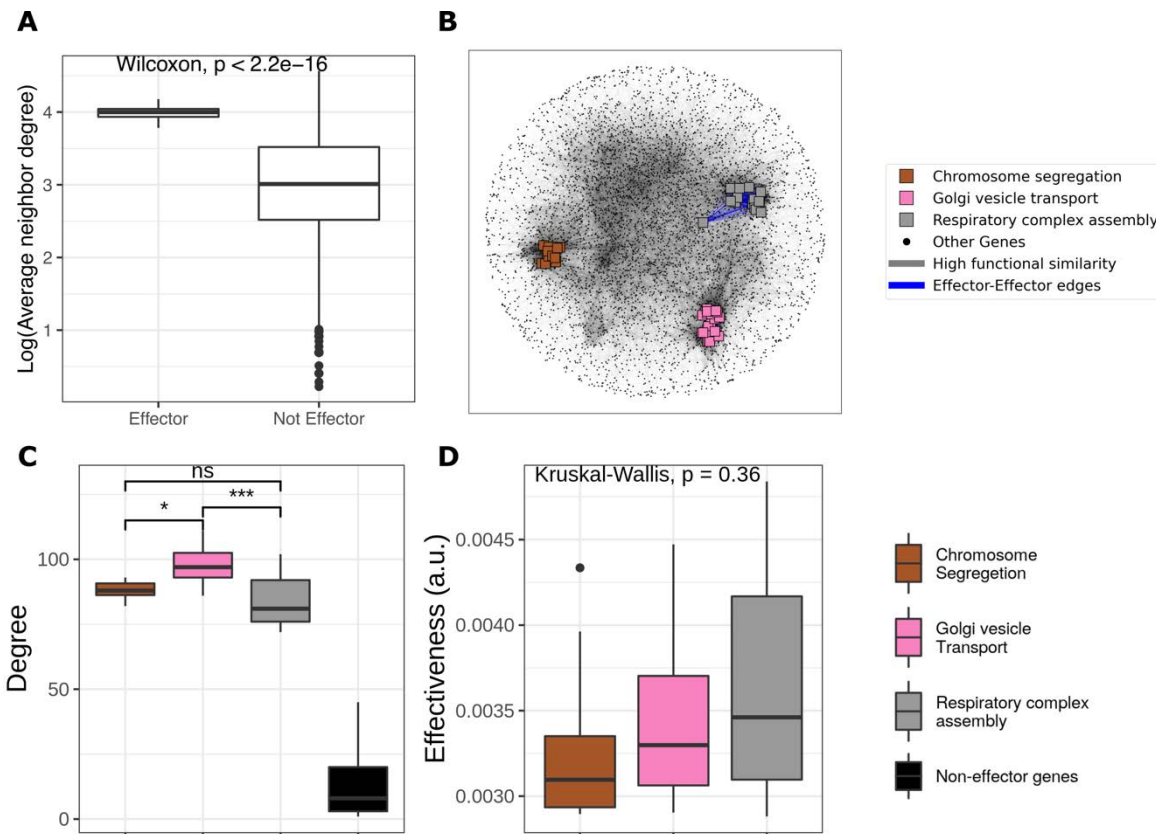 A
Wilcoxon, p < 2.2e−16
Log(Average neighbor degree)
4
3
2
1
Effector
Not Effector
B
Chromosome segregation
Golgi vesicle transport
Respiratory complex assembly
Other Genes
High functional similarity
Effector-Effector edges
C
ns
*
***
Degree
100
50
0
D
Kruskal-Wallis, p = 0.36
Effectiveness (a.u.)
0.0045
0.0040
0.0035
0.0030
Chromosome
Segregetion
Golgi vesicle
Transport
Respiratory complex
assembly
Non-effector genes